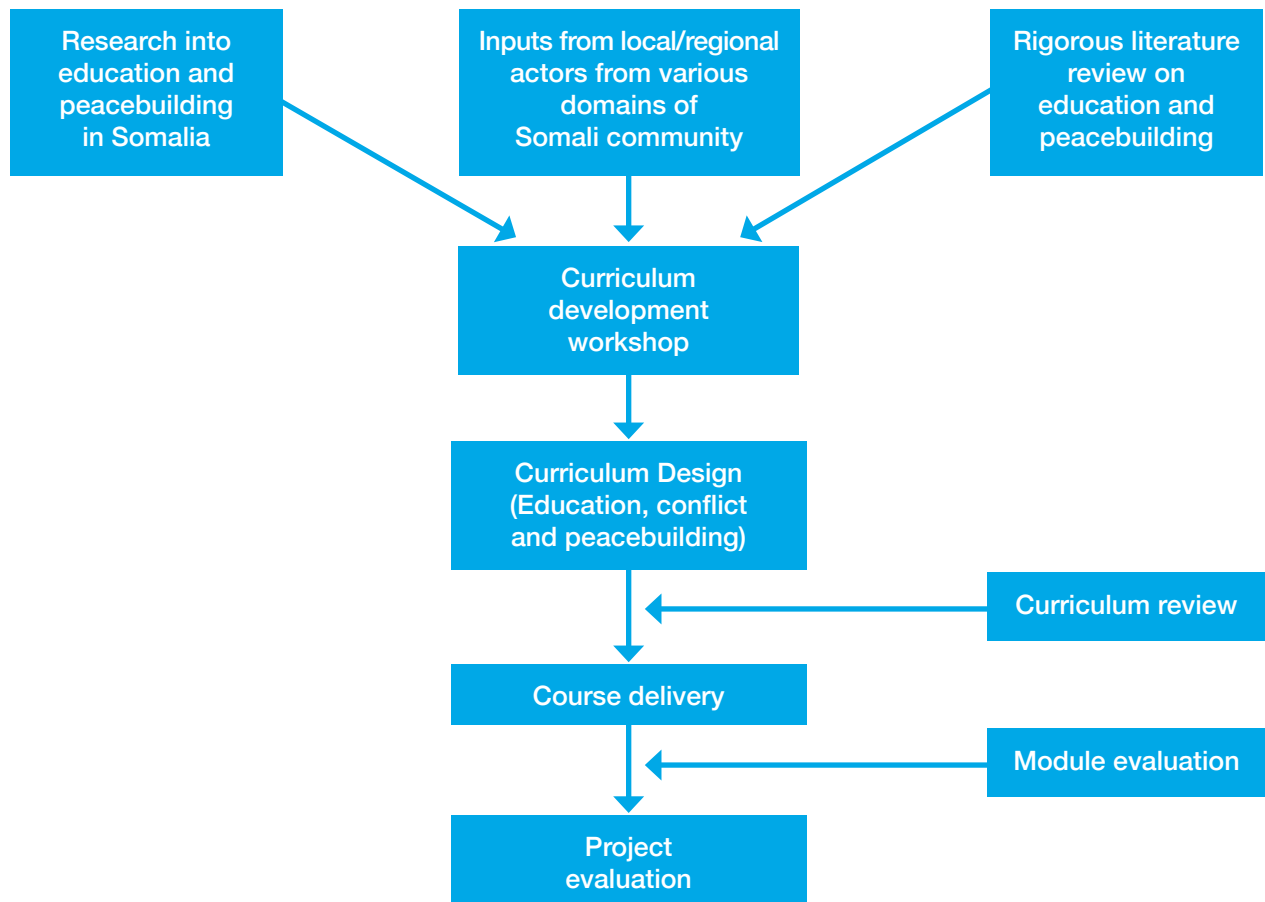 Research into
education and
peacebuilding
in Somalia
Inputs from local/regional
actors from various
domains of
Somali community
Rigorous literature
review on
education and
peacebuilding
Curriculum
development
workshop
Curriculum Design
(Education, conflict
and peacebuilding)
Curriculum review
Course delivery
Module evaluation
Project
evaluation